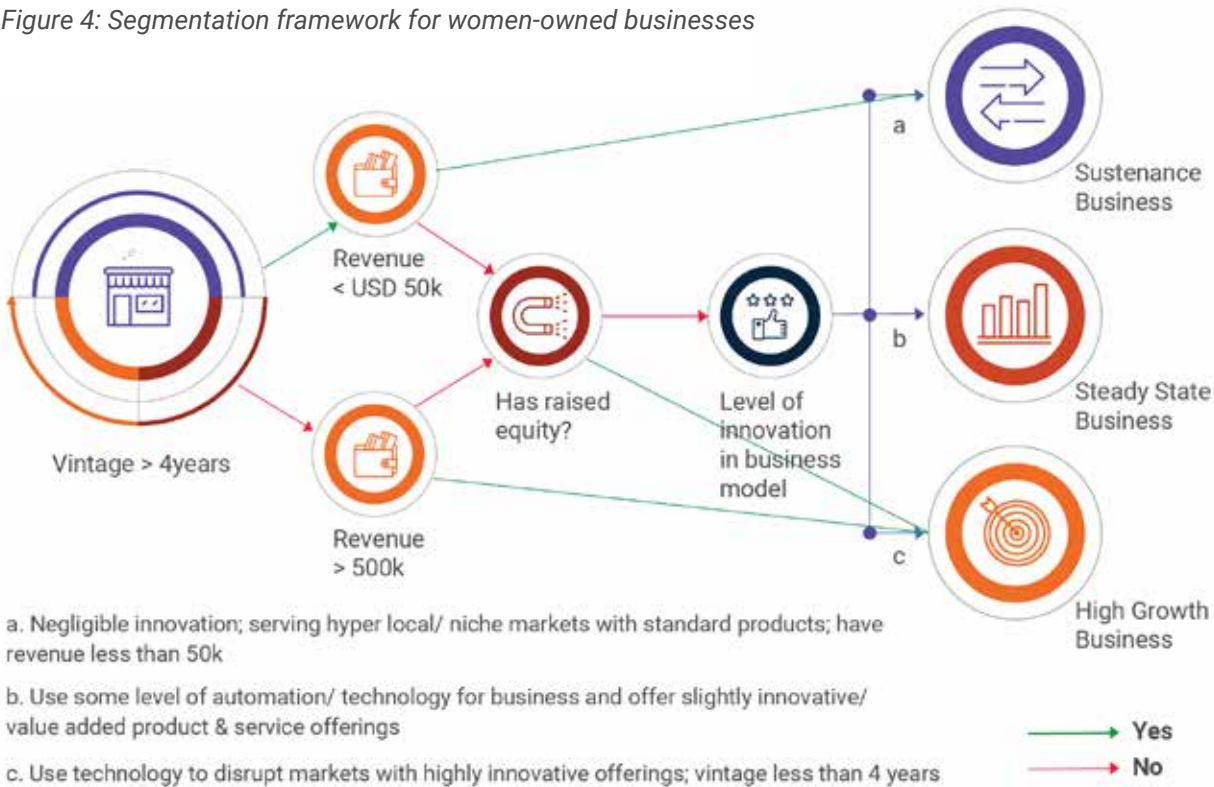 Figure 4: Segmentation framework for women-owned businesses
a
Sustenance
Business
Revenue
< USD 50k
b
Steady State
Business
Has raised
equity?
Level of
innovation
in business
model
Vintage > 4years
Revenue
> 500k
c
High Growth
Business
a. Negligible innovation; serving hyper local/ niche markets with standard products; have
revenue less than 50k
b. Use some level of automation/ technology for business and offer slightly innovative/
value added product & service offerings
c. Use technology to disrupt markets with highly innovative offerings; vintage less than 4 years
Yes
No